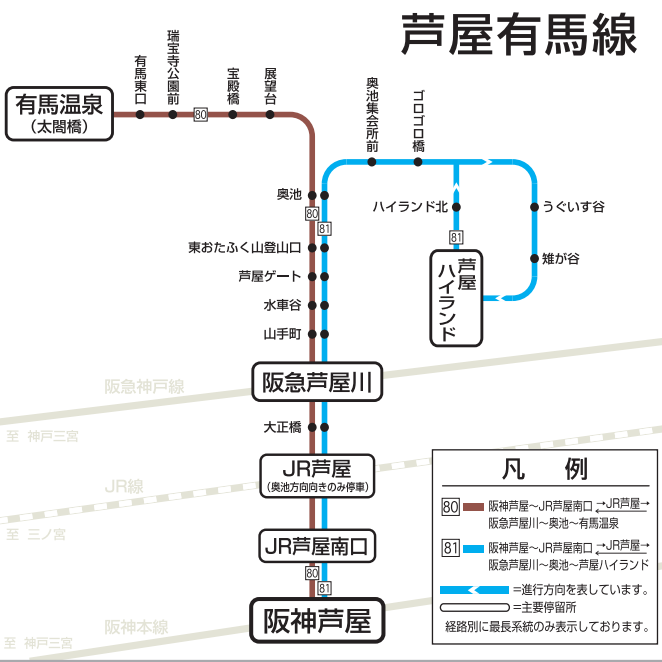 芦屋有馬線
有馬温泉
(太閤橋)
有馬東口
瑞宝寺公園前
80
宝殿橋
展望台
奥池集会所前
ゴロゴロ橋
奥池
80
81
ハイランド北
81
うぐいす谷
雉が谷
芦屋
ハイランド
東おたふく山登山口
芦屋ゲート
水車谷
山手町
阪急芦屋川
阪急神戸線
至 神戸三宮
大正橋
JR芦屋
(奥池方向向きのみ停車)
JR線
至 三ノ宮
JR芦屋南口
80
81
阪神芦屋
阪神本線
至 神戸三宮
凡 例
80 阪神芦屋～JR芦屋南口→JR芦屋→
阪急芦屋川～奥池～有馬温泉
81 阪神芦屋～JR芦屋南口→JR芦屋→
阪急芦屋川～奥池～芦屋ハイランド
=進行方向を表しています。
=主要停留所
経路別に最長系統のみ表示しております。